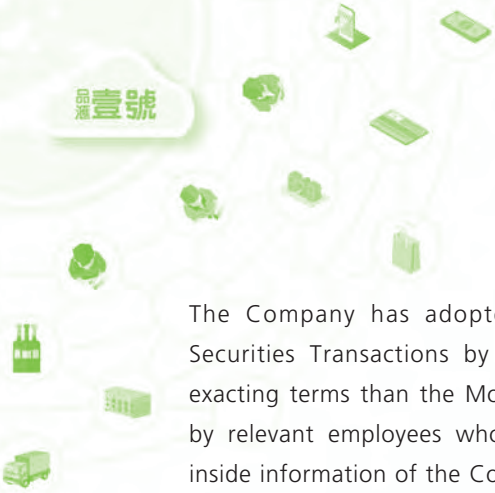 品滙壹號
The Company has adopte
Securities Transactions by
exacting terms than the Mo
by relevant employees who
inside information of the Co